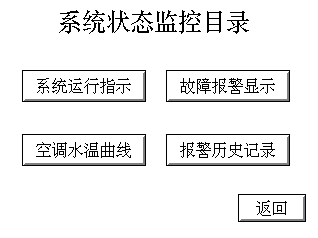 系统状态监控目录
系统运行指示
故障报警显示
空调水温曲线
报警历史记录
返回